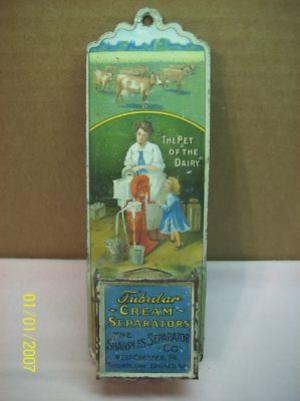 THE PET
OF THE
DAIRY"
Tubular
CREAM
SEPARATORS
THE
SHARPLES SEPARATOR
CO.
WEST CHESTER, PA.
01/01/2007